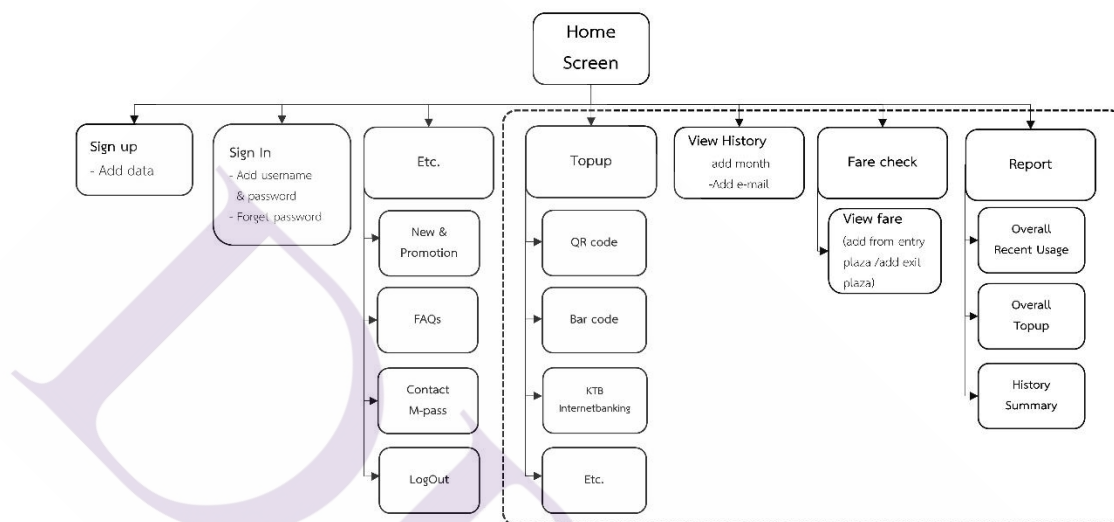 Home
Screen
Sign up
- Add data
Sign In
- Add username
& password
- Forget password
Etc.
New &
Promotion
FAQs
Contact
M-pass
LogOut
Topup
QR code
Bar code
KTB
Internetbanking
Etc.
View History
add month
-Add e-mail
Fare check
View fare
(add from entry
plaza /add exit
plaza)
Report
Overall
Recent Usage
Overall
Topup
History
Summary